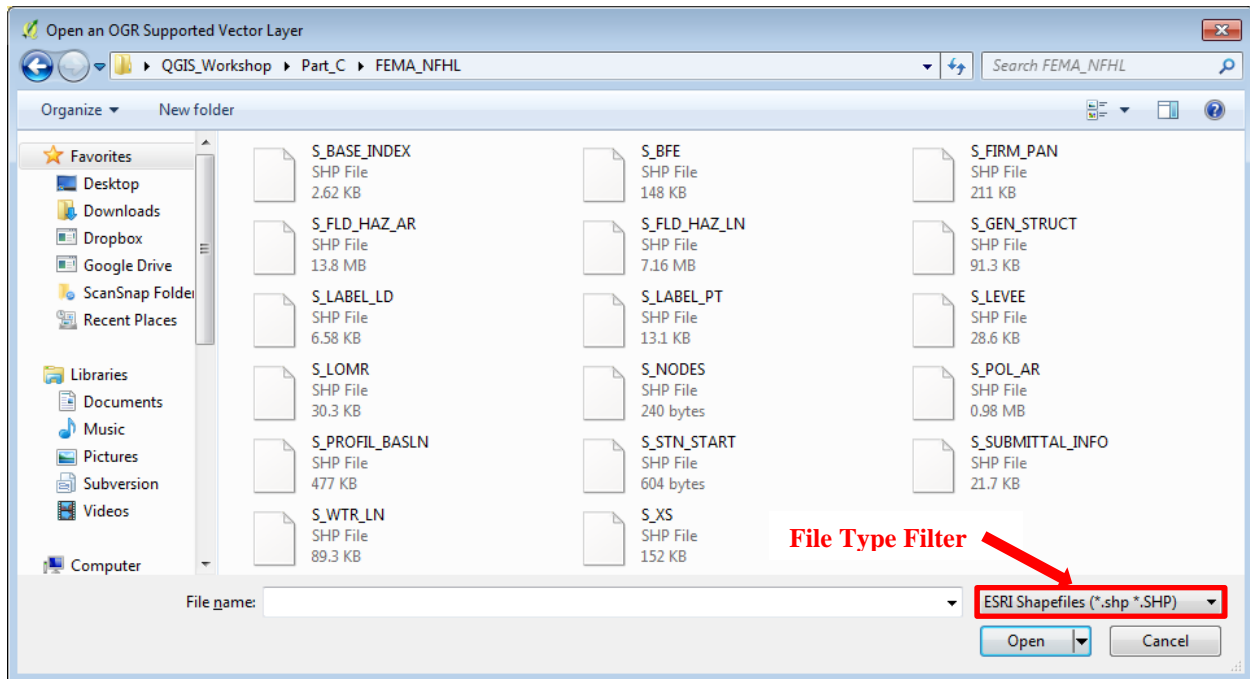 Open an OGR Supported Vector Layer
QGIS_Workshop Part_C FEMA_NFHL
Search FEMA_NFHL
Organize New folder
Favorites
Desktop
Downloads
Dropbox
Google Drive
ScanSnap Folder
Recent Places
Libraries
Documents
Music
Pictures
Subversion
Videos
Computer
S_BASE_INDEX
SHP File
2.62 KB
S_BFE
SHP File
148 KB
S_FIRM_PAN
SHP File
211 KB
S_FLD_HAZ_AR
SHP File
13.8 MB
S_FLD_HAZ_LN
SHP File
7.16 MB
S_GEN_STRUCT
SHP File
91.3 KB
S_LABEL_LD
SHP File
6.58 KB
S_LABEL_PT
SHP File
13.1 KB
S_LEVEE
SHP File
28.6 KB
S_LOMR
SHP File
30.3 KB
S_NODES
SHP File
240 bytes
S_POL_AR
SHP File
0.98 MB
S_PROFIL_BASLN
SHP File
477 KB
S_STN_START
SHP File
604 bytes
S_SUBMITTAL_INFO
SHP File
21.7 KB
S_WTR_LN
SHP File
89.3 KB
S_XS
SHP File
152 KB
File Type Filter
File name:
ESRI Shapefiles (*.shp *.SHP)
Open
Cancel